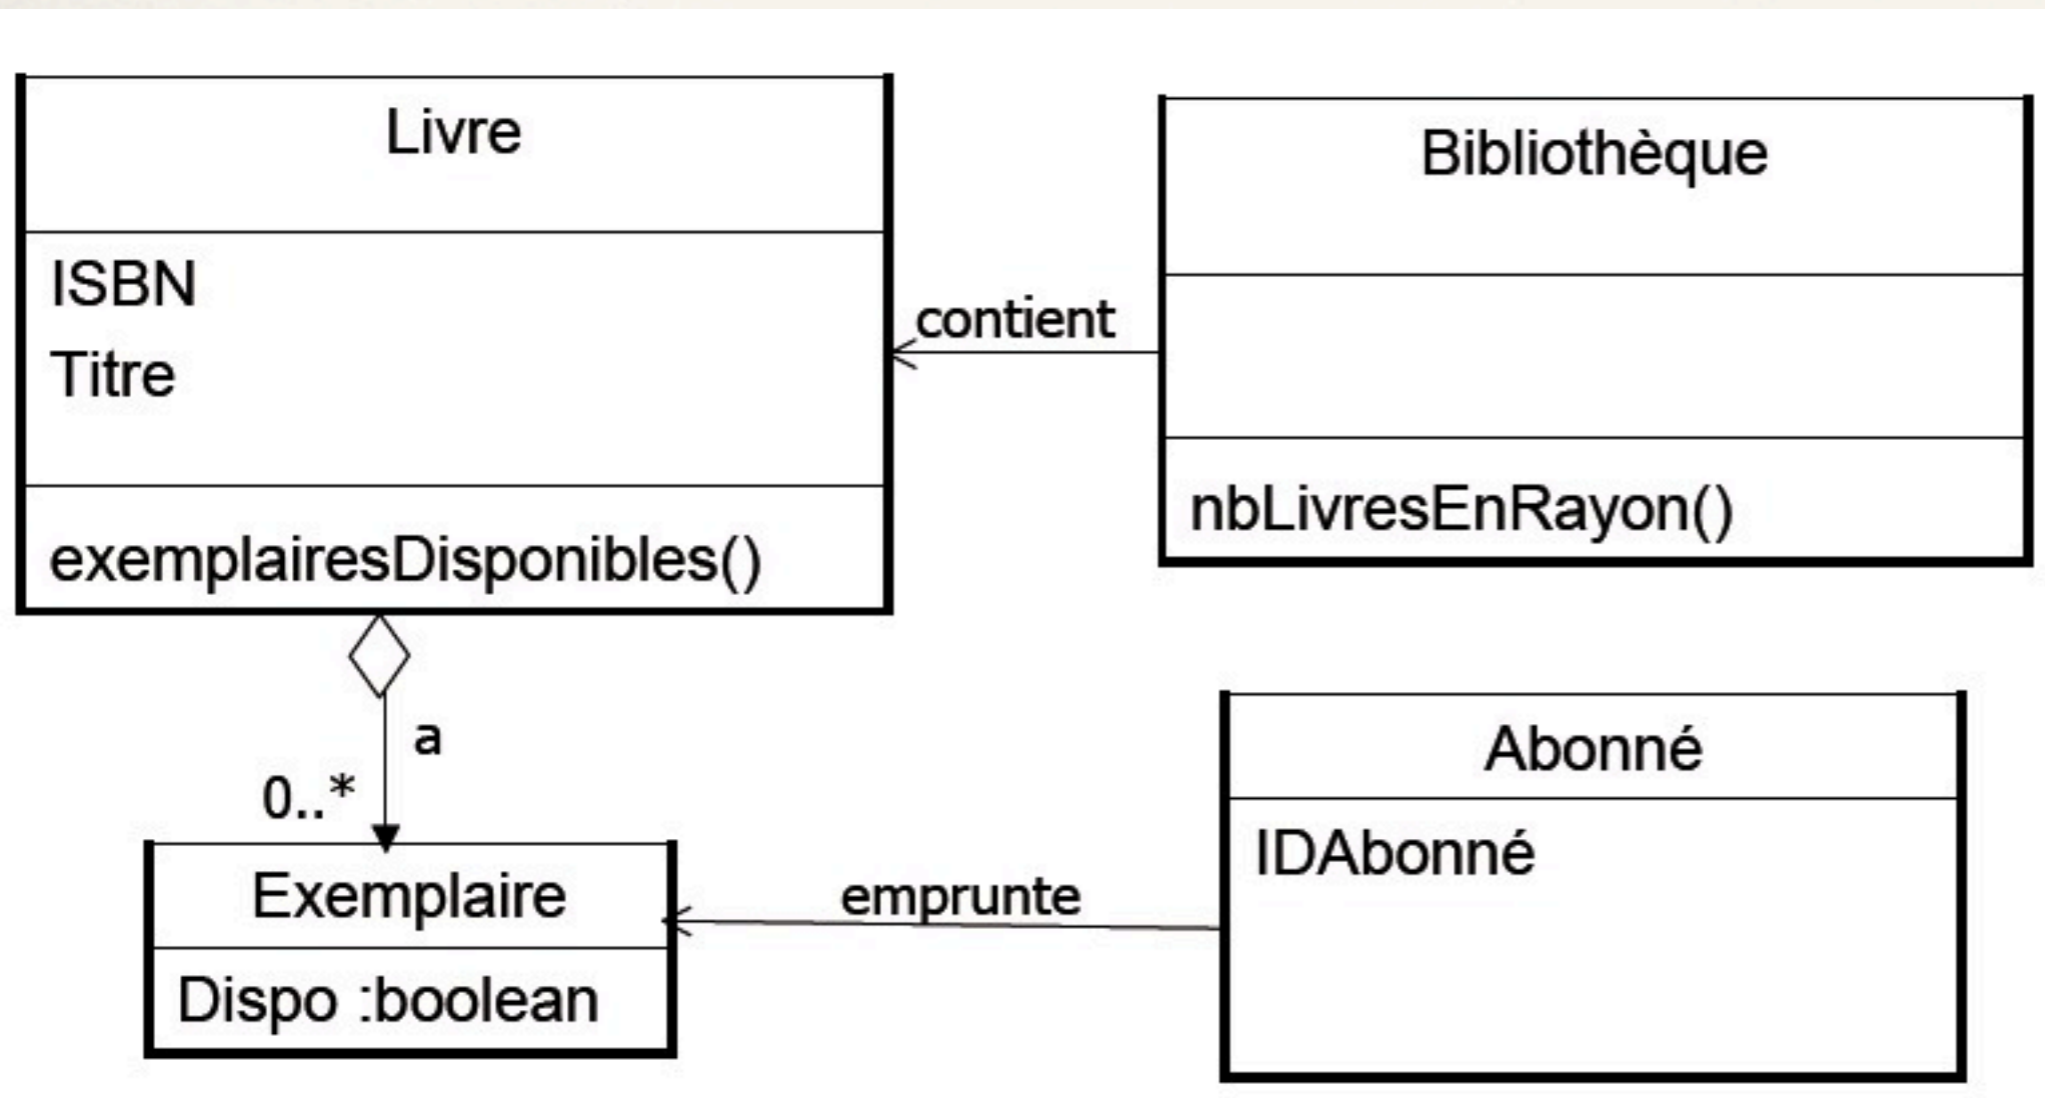 Livre
ISBN
Titre
exemplairesDisponibles()
contient
Bibliothèque
nbLivresEnRayon()
a
0..*
Exemplaire
Dispo :boolean
emprunte
Abonné
IDAbonné